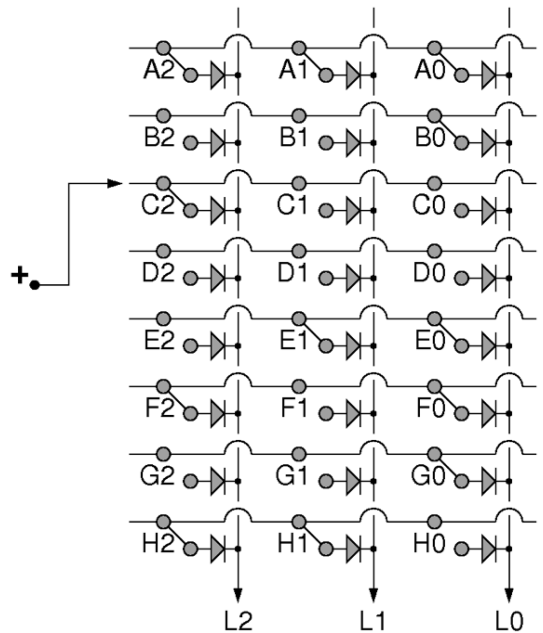 A2 A1 A0
B2 B1 B0
C2 C1 C0
+
D2 D1 D0
E2 E1 E0
F2 F1 F0
G2 G1 G0
H2 H1 H0
L2 L1 L0